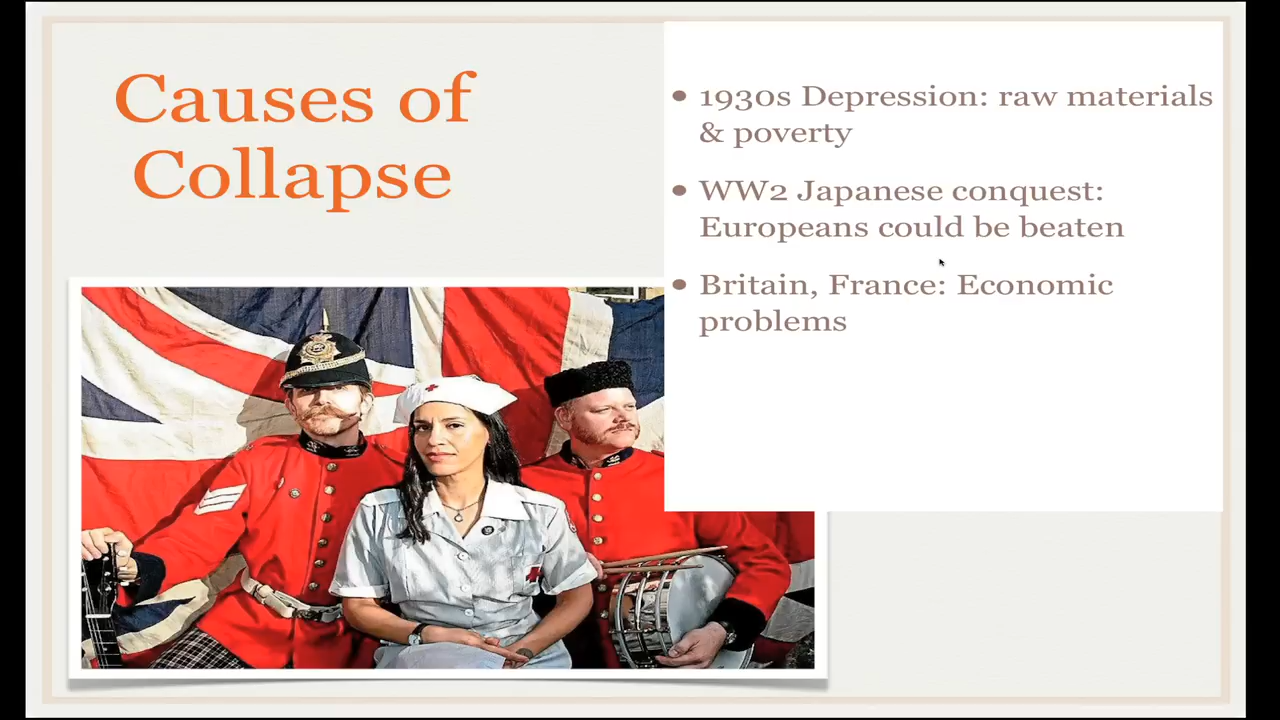 Causes of
Collapse
• 1930s Depression: raw materials
& poverty
• WW2 Japanese conquest:
Europeans could be beaten
• Britain, France: Economic
problems